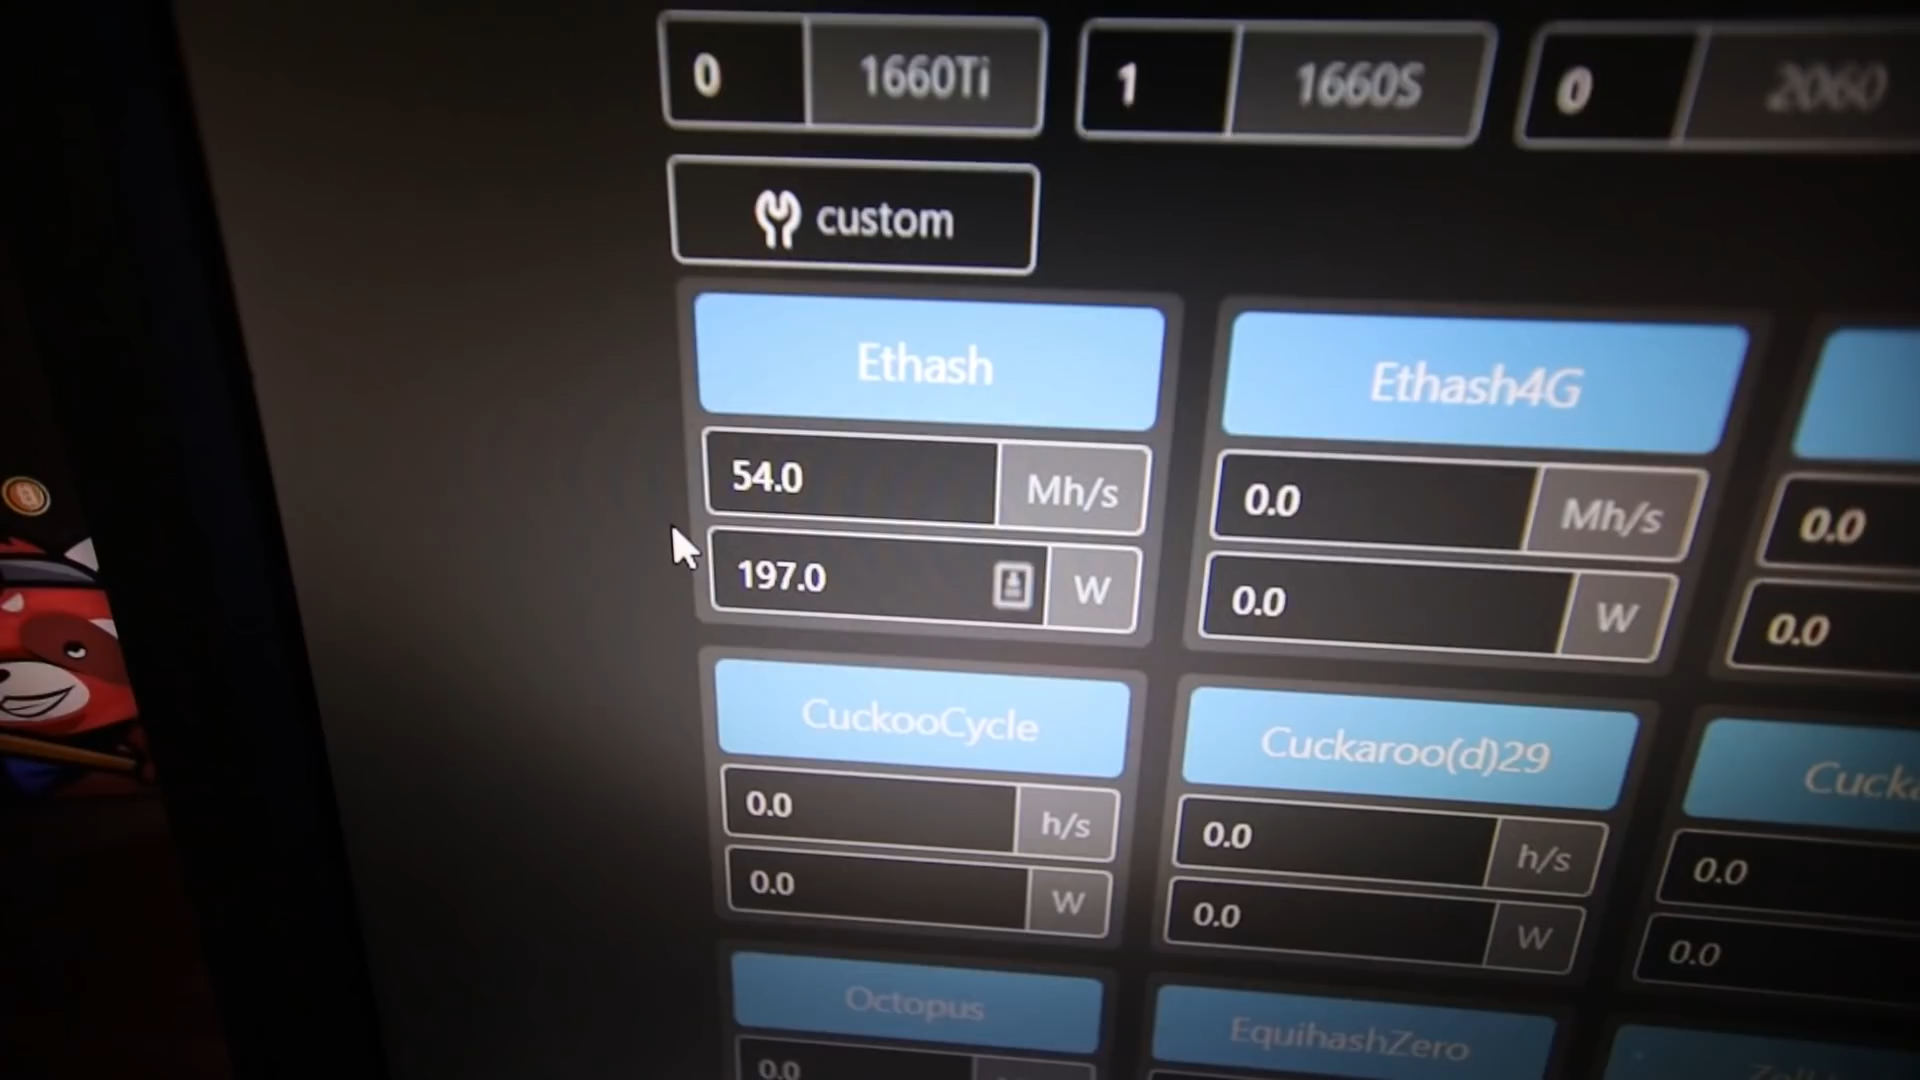 0 1660Ti 1 1660S 0 2060
custom
Ethash Ethash4G
54.0 Mh/s 0.0 Mh/s 0.0
197.0 W 0.0 W 0.0
CuckooCycle Cuckaroo(d)29
0.0 h/s 0.0 h/s 0.0
0.0 W 0.0 W 0.0
Octopus EquihashZero
0.0